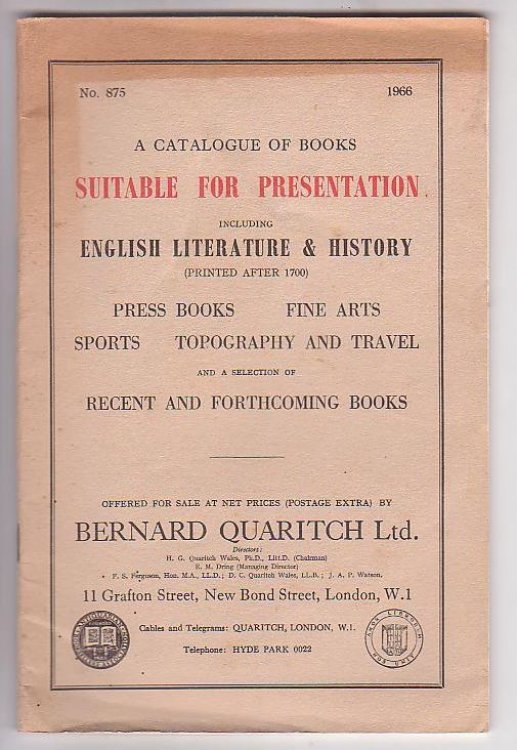 No. 875 1966
A CATALOGUE OF BOOKS
SUITABLE FOR PRESENTATION
INCLUDING
ENGLISH LITERATURE & HISTORY
(PRINTED AFTER 1700)
PRESS BOOKS FINE ARTS
SPORTS TOPOGRAPHY AND TRAVEL
AND A SELECTION OF
RECENT AND FORTHCOMING BOOKS
OFFERED FOR SALE AT NET PRICES (POSTAGE EXTRA) BY
BERNARD QUARITCH Ltd.
Directors:
H. G. Quaritch Wales, Ph.D., Litt.D. (Chairman)
E. M. Dring (Managing Director)
F. S. Ferguson, Hon. M.A., LL.D.; D. C. Quaritch Wales, LL.B.; J. A. P. Watson.
11 Grafton Street, New Bond Street, London, W.1
Cables and Telegrams: QUARITCH, LONDON, W.1.
Telephone: HYDE PARK 0022